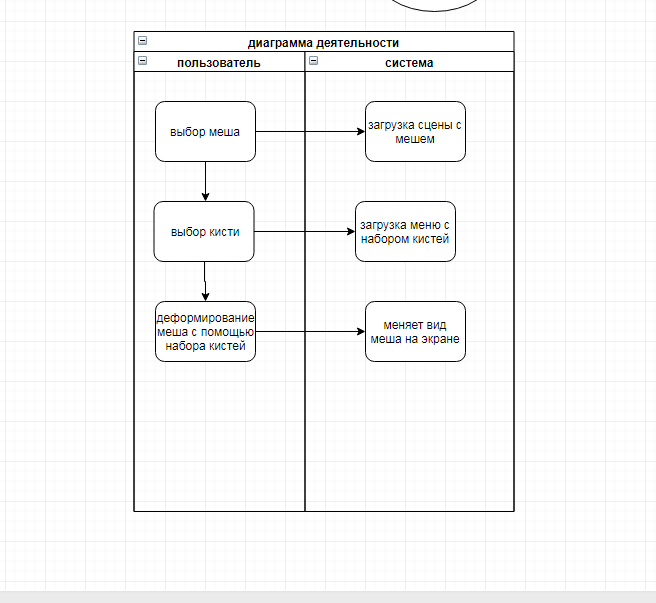 диаграмма деятельности
пользователь
система
выбор меша
загрузка сцены с
мешем
выбор кисти
загрузка меню с
набором кистей
деформирование
меша с помощью
набора кистей
меняет вид
меша на экране